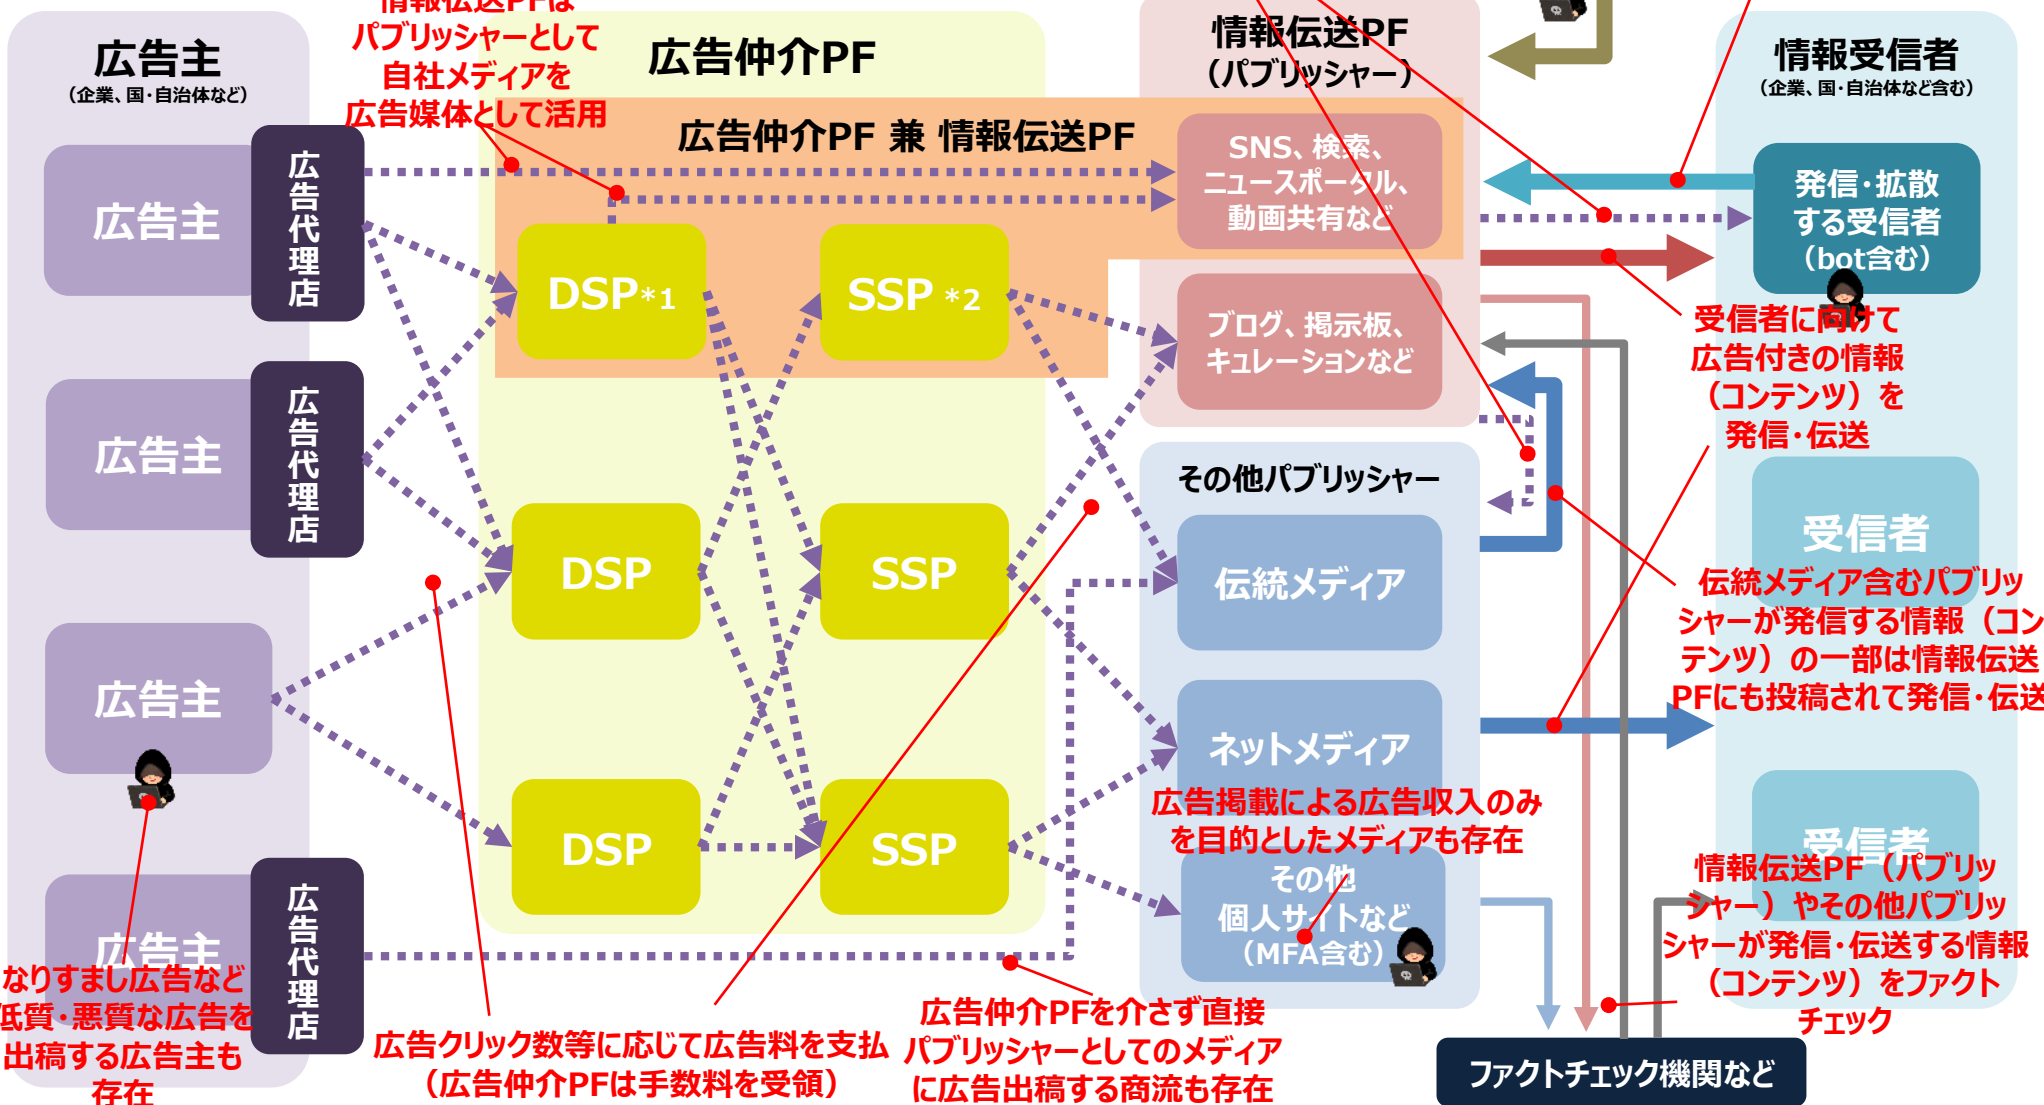 広告主
（企業、国・自治体など）
広告主
広告代理店
広告主
広告代理店
広告主
広告主
広告代理店
なりすまし広告など
低質・悪質な広告を
出稿する広告主も
存在
情報伝送PFは
パブリッシャーとして
自社メディアを
広告媒体として活用
広告仲介PF
広告仲介PF 兼 情報伝送PF
DSP*1
SSP *2
DSP
SSP
DSP
SSP
広告クリック数等に応じて広告料を支払
（広告仲介PFは手数料を受領）
情報伝送PF
（パブリッシャー）
SNS、検索、
ニュースポータル、
動画共有など
ブログ、掲示板、
キュレーションなど
その他パブリッシャー
伝統メディア
ネットメディア
広告掲載による広告収入のみ
を目的としたメディアも存在
その他
個人サイトなど
（MFA含む）
広告仲介PFを介さず直接
パブリッシャーとしてのメディア
に広告出稿する商流も存在
情報受信者
（企業、国・自治体など含む）
発信・拡散
する受信者
（bot含む）
受信者に向けて
広告付きの情報
（コンテンツ）を
発信・伝送
受信者
伝統メディア含むパブリッ
シャーが発信する情報（コン
テンツ）の一部は情報伝送
PFにも投稿されて発信・伝送
受信者
情報伝送PF（パブリッ
シャー）やその他パブリッ
シャーが発信・伝送する情報
（コンテンツ）をファクト
チェック
ファクトチェック機関など